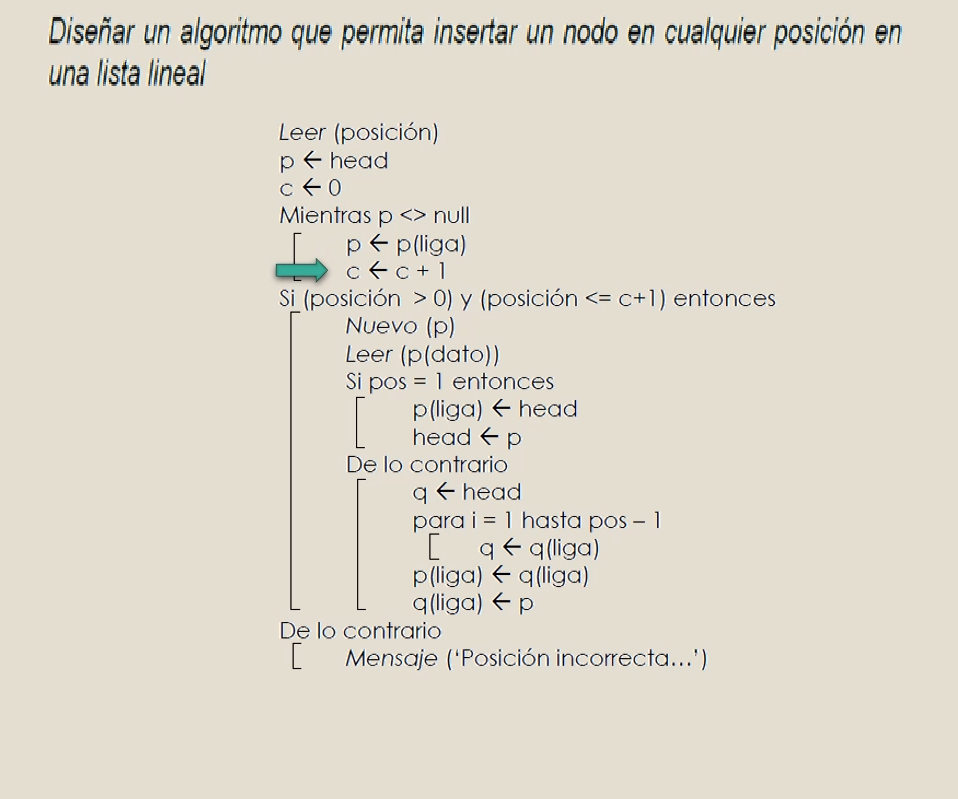 Diseñar un algoritmo que permita insertar un nodo en cualquier posición en
una lista lineal
Leer (posición)
p ← head
c ← 0
Mientras p <> null
p ← p(liga)
c ← c + 1
Si (posición > 0) y (posición <= c+1) entonces
Nuevo (p)
Leer (p(dato))
Si pos = 1 entonces
p(liga) ← head
head ← p
De lo contrario
q ← head
para i = 1 hasta pos – 1
q ← q(liga)
p(liga) ← q(liga)
q(liga) ← p
De lo contrario
Mensaje (‘Posición incorrecta…’)